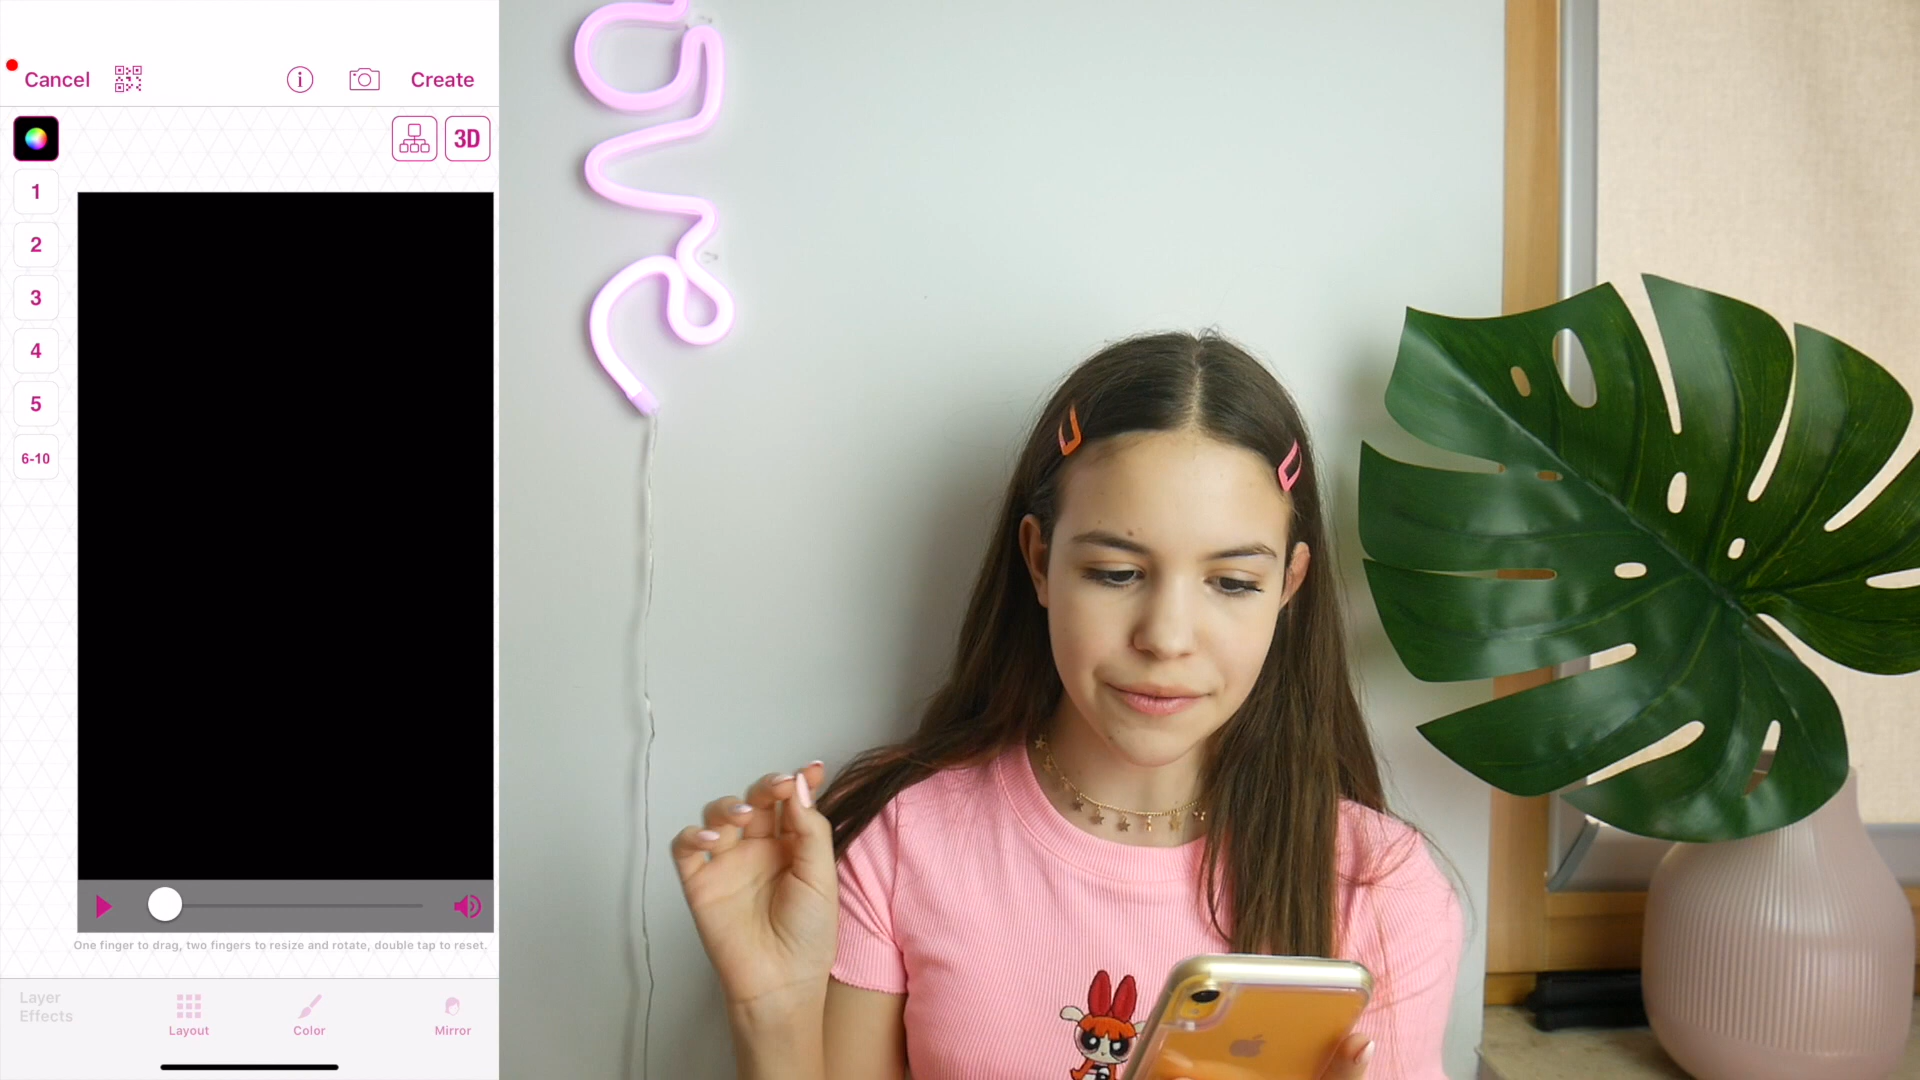 Cancel
Create
3D
1
2
3
4
5
6-10
One finger to drag, two fingers to resize and rotate, double tap to reset.
Layer
Effects
Layout
Color
Mirror